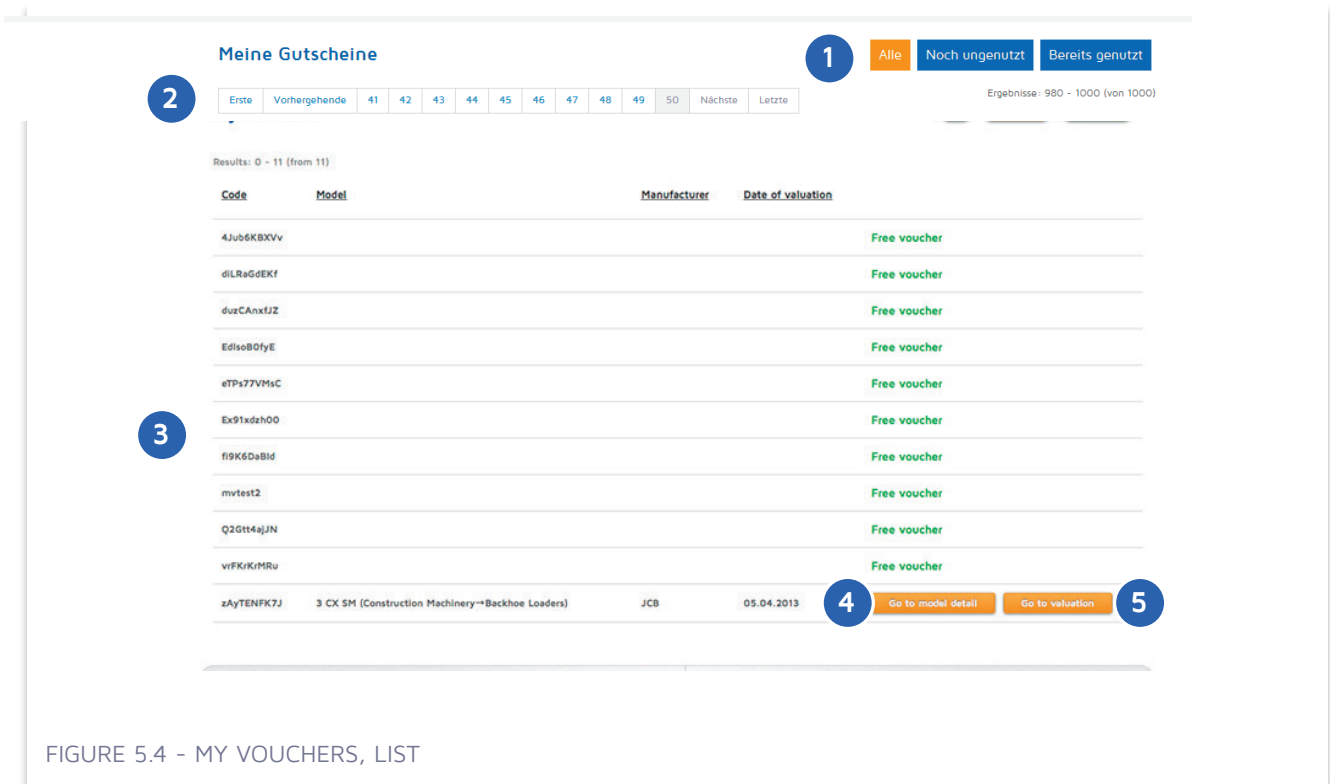 Meine Gutscheine
1 Alle Noch ungenutzt Bereits genutzt
2 Erste Vorhergehende 41 42 43 44 45 46 47 48 49 50 Nächste Letzte
Ergebnisse: 980 - 1000 (von 1000)
Results: 0 - 11 (from 11)
Code Model Manufacturer Date of valuation
4Jub6KBXVv Free voucher
diLRaGdEKf Free voucher
duzCAnxfJZ Free voucher
EdIsoB0fyE Free voucher
eTPs77VMsC Free voucher
3 Ex91xdzh00 Free voucher
fi9K6DaBId Free voucher
mvtest2 Free voucher
Q2Gtt4ajJN Free voucher
vrFKrKrMRu Free voucher
zAyTENFK7J 3 CX SM (Construction Machinery→Backhoe Loaders) JCB 05.04.2013 4 Go to model detail Go to valuation 5
FIGURE 5.4 - MY VOUCHERS, LIST